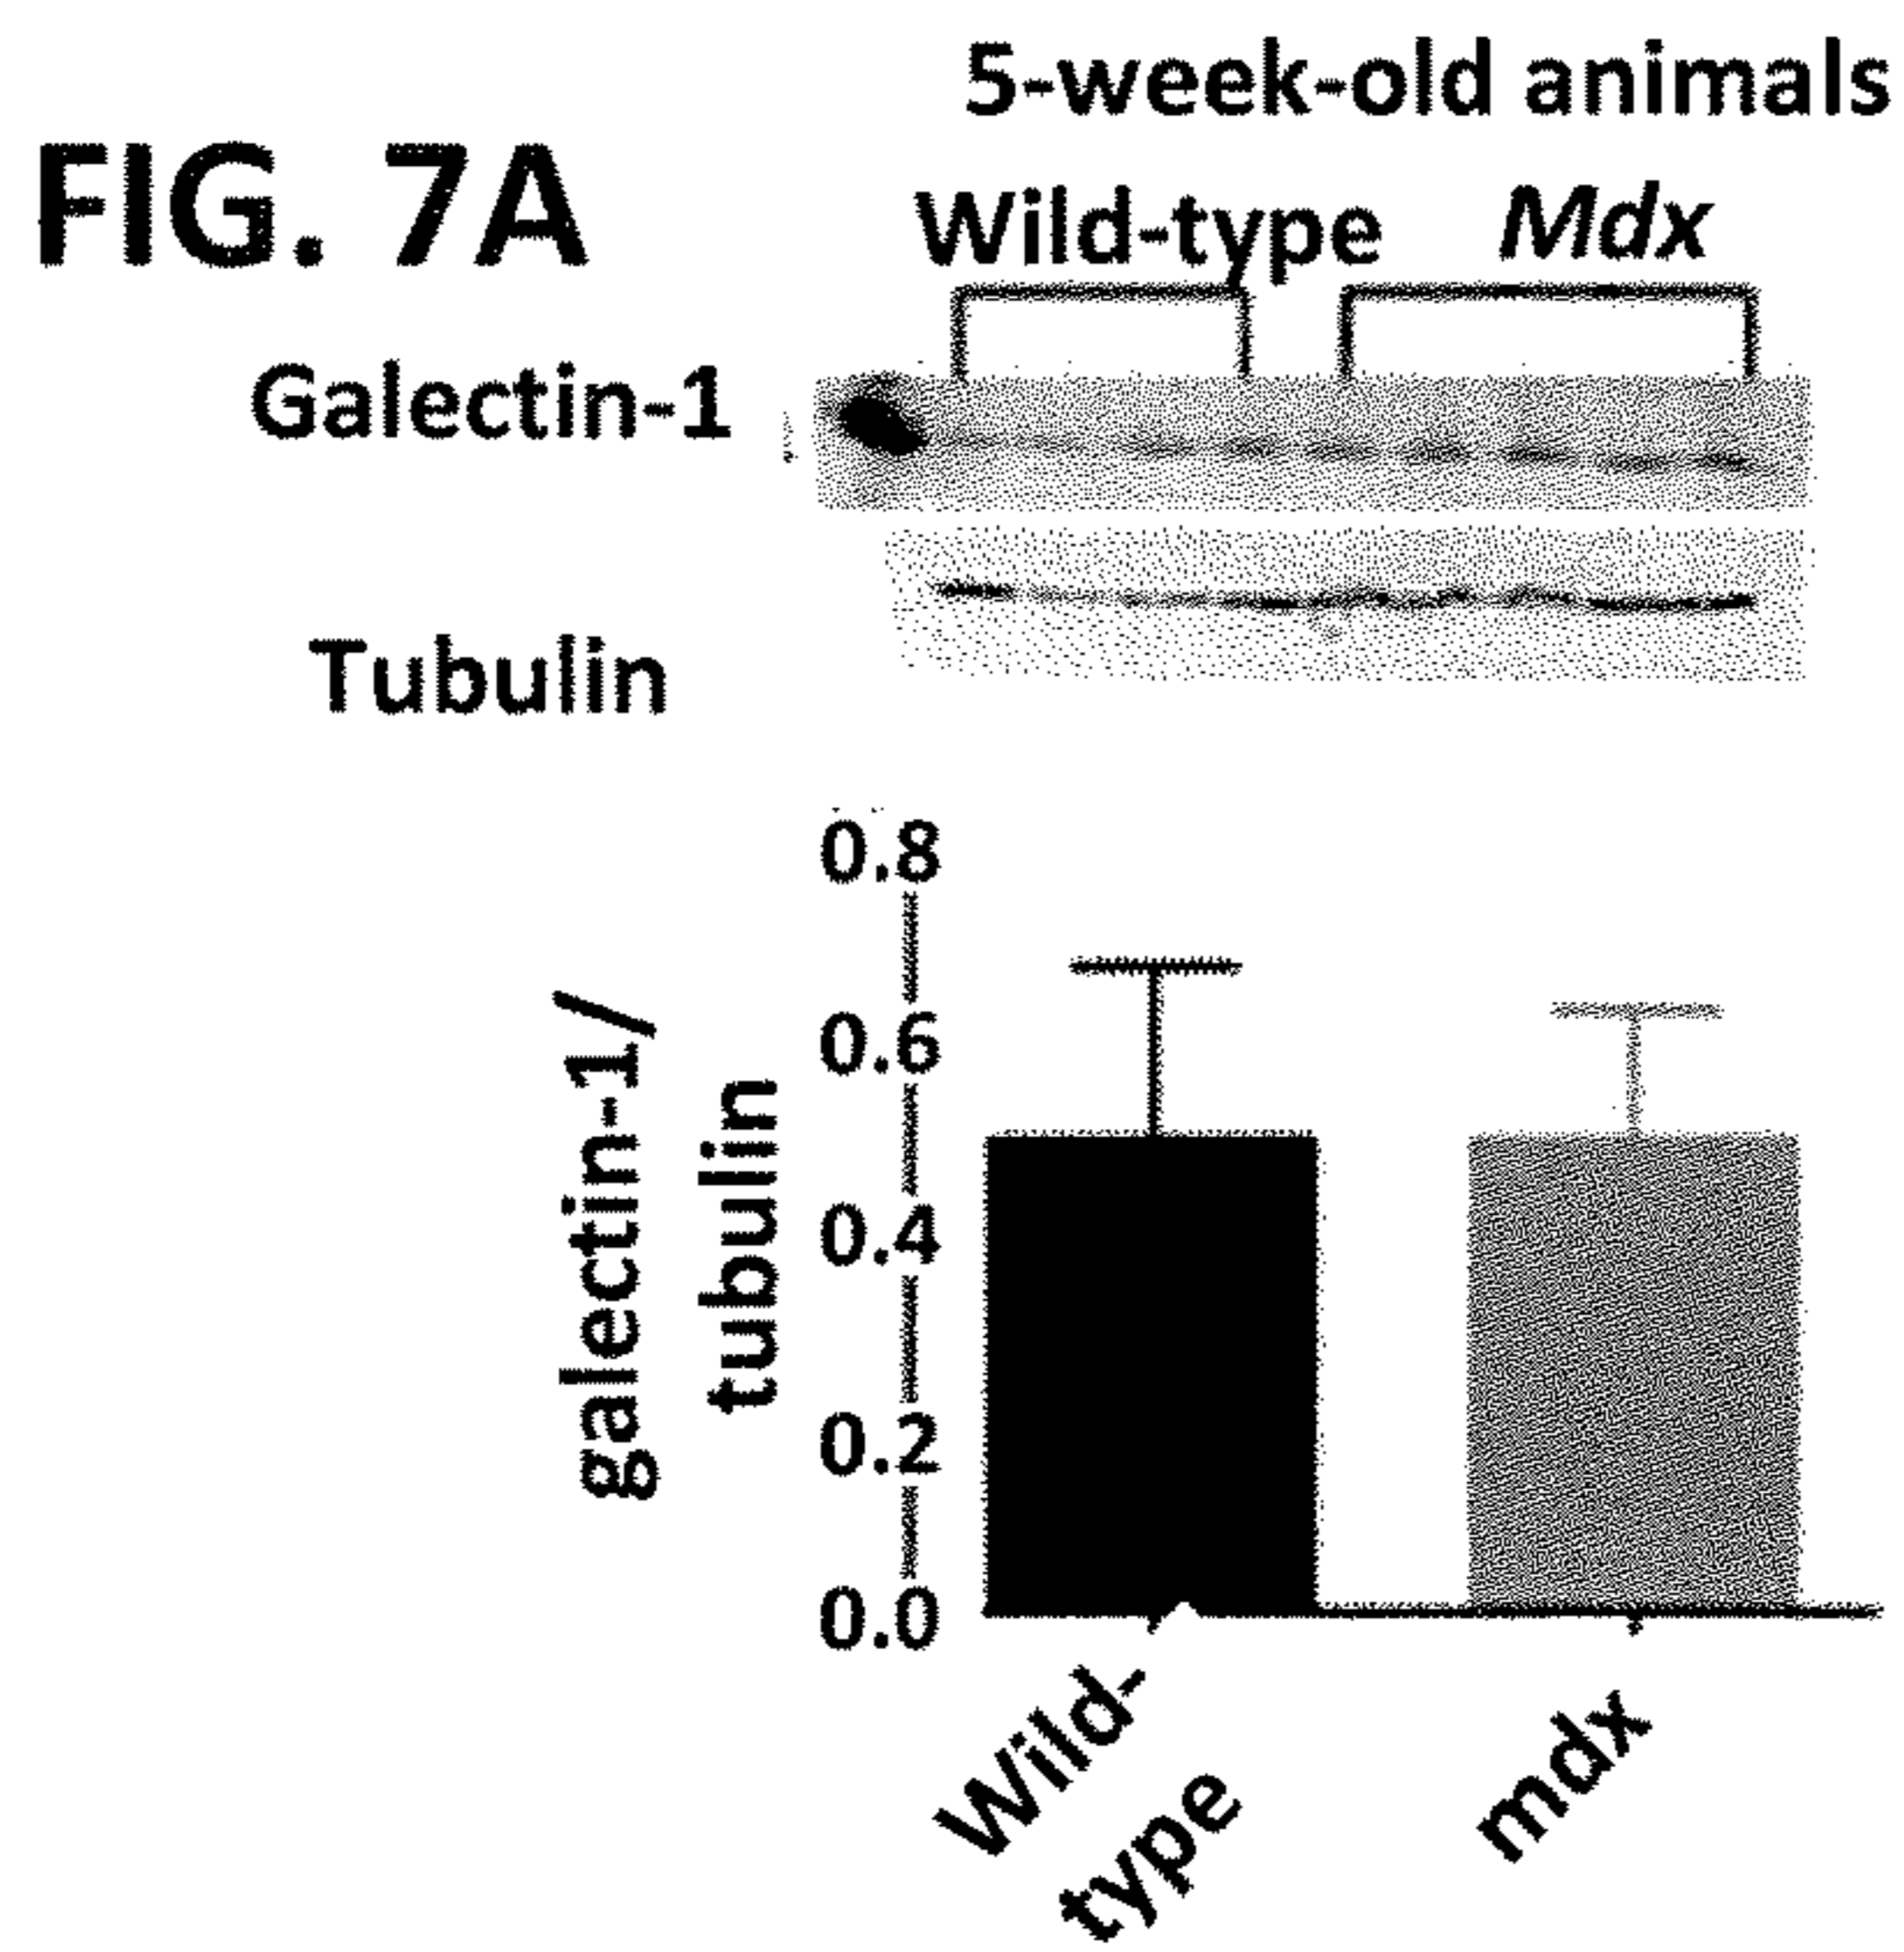 5-week-old animals
FIG. 7A
Wild-type Mdx
Galectin-1
Tubulin
0.8
0.6
0.4
0.2
0.0
galectin-1/
tubulin
Wild-
type
mdx